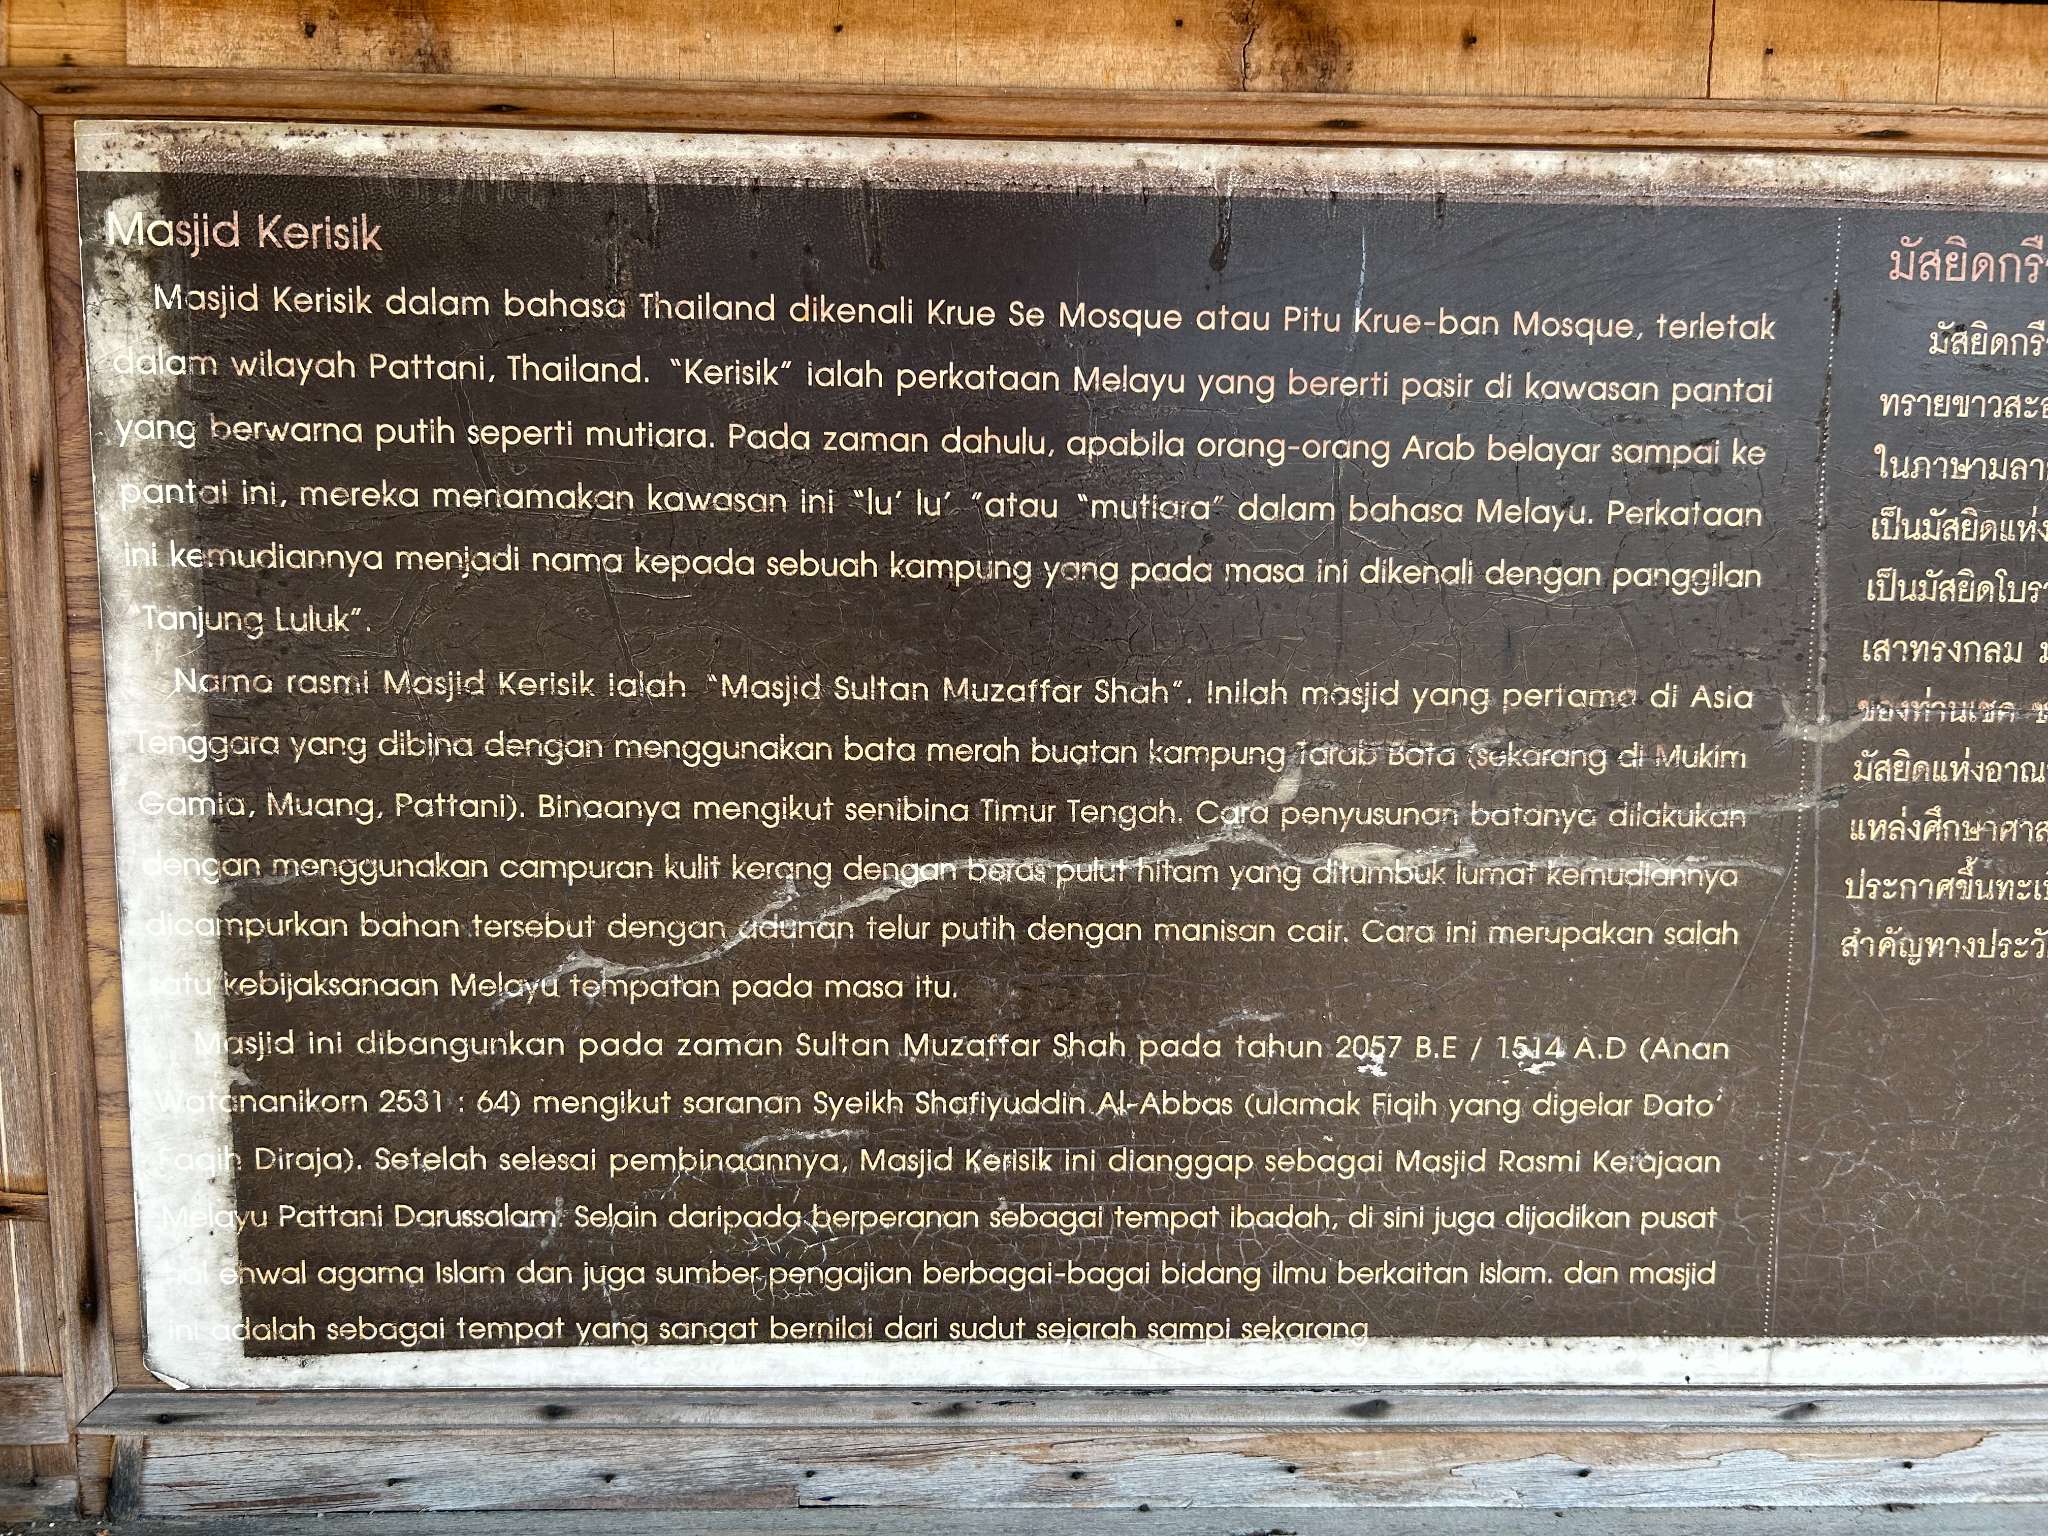 Masjid Kerisik
Masjid Kerisik dalam bahasa Thailand dikenali Krue Se Mosque atau Pitu Krue-ban Mosque, terletak
dalam wilayah Pattani, Thailand. "Kerisik" ialah perkataan Melayu yang bererti pasir di kawasan pantai
yang berwarna putih seperti mutiara. Pada zaman dahulu, apabila orang-orang Arab belayar sampai ke
pantai ini, mereka menamakan kawasan ini "lu' lu' "atau "mutiara" dalam bahasa Melayu. Perkataan
ini kemudiannya menjadi nama kepada sebuah kampung yang pada masa ini dikenali dengan panggilan
"Tanjung Luluk".
Nama rasmi Masjid Kerisik ialah "Masjid Sultan Muzaffar Shah". Inilah masjid yang pertama di Asia
Tenggara yang dibina dengan menggunakan bata merah buatan kampung Tarab Bata (sekarang di Mukim
Gamia, Muang, Pattani). Binaanya mengikut senibina Timur Tengah. Cara penyusunan batanya dilakukan
dengan menggunakan campuran kulit kerang dengan beras pulut hitam yang ditumbuk lumat kemudiannya
dicampurkan bahan tersebut dengan adunan telur putih dengan manisan cair. Cara ini merupakan salah
satu kebijaksanaan Melayu tempatan pada masa itu.
Masjid ini dibangunkan pada zaman Sultan Muzaffar Shah pada tahun 2057 B.E / 1514 A.D (Anan
Watananikorn 2531 : 64) mengikut saranan Syeikh Shafiyuddin Al-Abbas (ulamak Fiqih yang digelar Dato'
Faqih Diraja). Setelah selesai pembinaannya, Masjid Kerisik ini dianggap sebagai Masjid Rasmi Kerajaan
Melayu Pattani Darussalam. Selain daripada berperanan sebagai tempat ibadah, di sini juga dijadikan pusat
hal ehwal agama Islam dan juga sumber pengajian berbagai-bagai bidang ilmu berkaitan Islam. dan masjid
ini adalah sebagai tempat yang sangat bernilai dari sudut sejarah sampi sekarang
มัสยิดกรื
มัสยิดกรื
ทรายขาวสะอ
ในภาษามลา
เป็นมัสยิดแห่ง
เป็นมัสยิดโบรา
เสาทรงกลม
ของท่านเชค
มัสยิดแห่งอาณ
แหล่งศึกษาศาส
ประกาศขึ้นทะเบี
สำคัญทางประวั